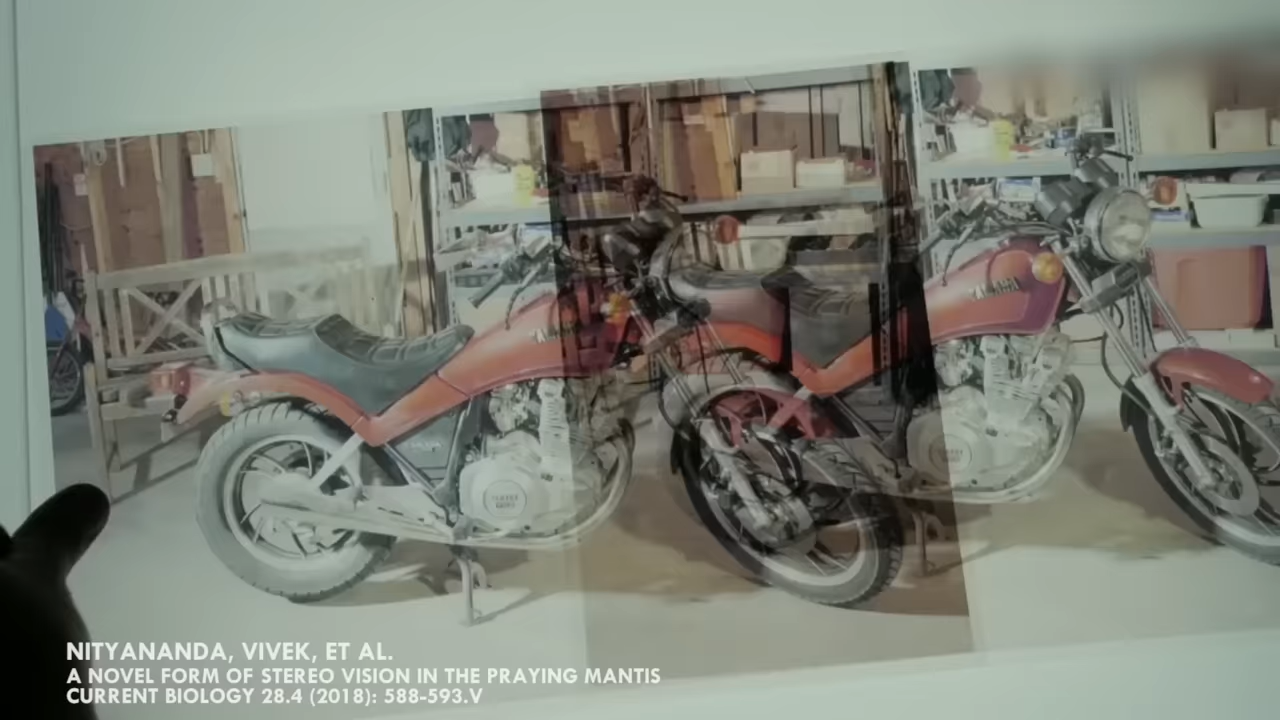 NITYANANDA, VIVEK, ET AL.
A NOVEL FORM OF STEREO VISION IN THE PRAYING MANTIS
CURRENT BIOLOGY 28.4 (2018): 588-593.V
YAMAHA